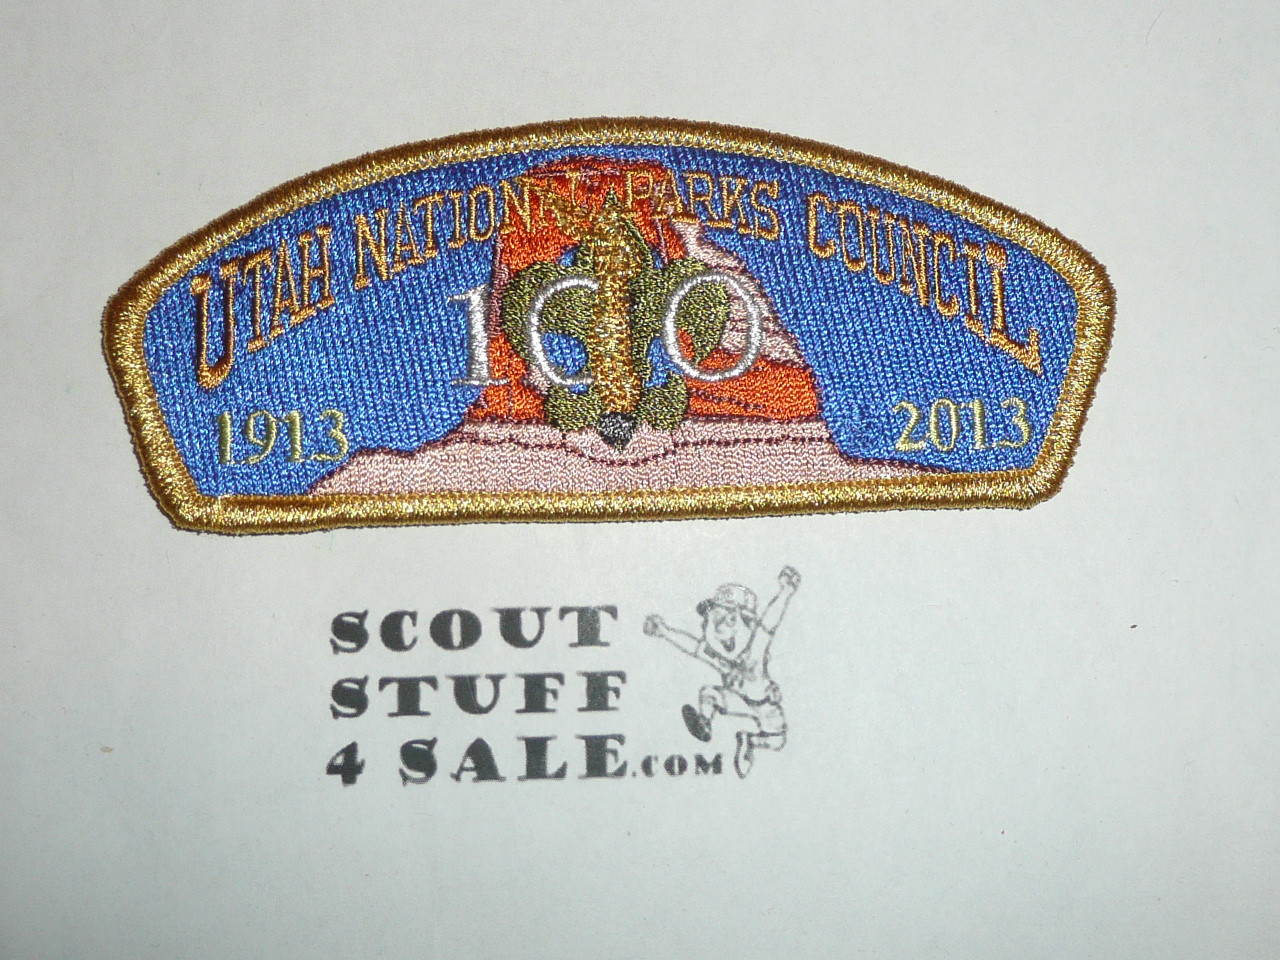 UTAH NATIONAL PARKS COUNCIL
100
1913 2013
SCOUT
STUFF
4 SALE.COM